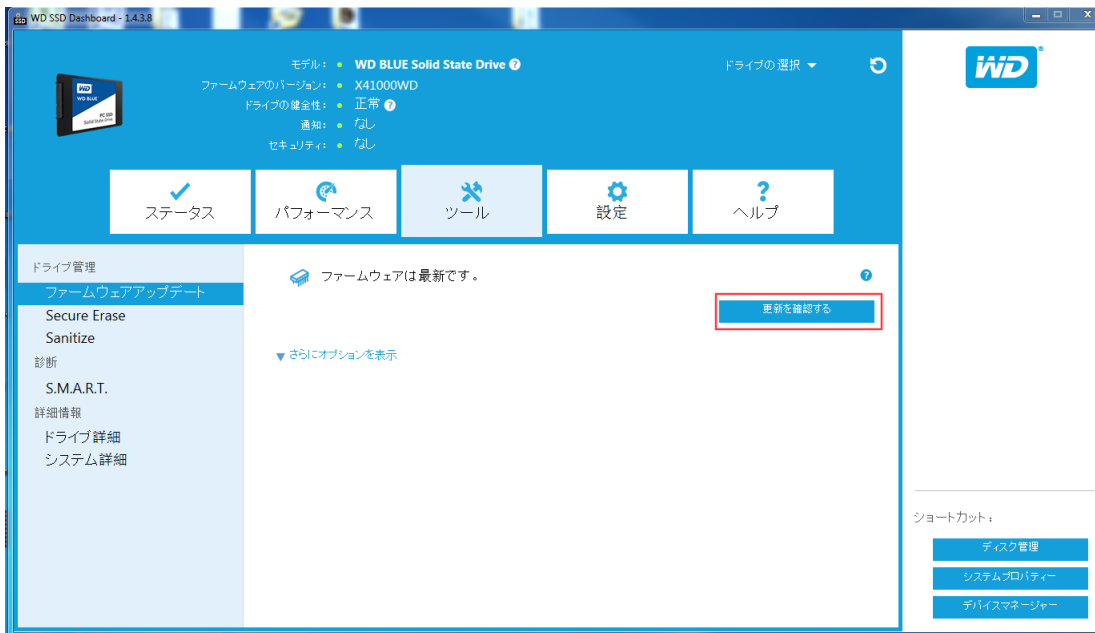 WD SSD Dashboard - 1.4.3.8
モデル： WD BLUE Solid State Drive ?
ドライブの選択
ファームウェアのバージョン： X41000WD
ドライブの健全性： 正常 ?
通知： なし
セキュリティ： なし
WD
WD BLUE
ステータス
パフォーマンス
ツール
設定
?
ヘルプ
ドライブ管理
ファームウェアアップデート
Secure Erase
Sanitize
診断
S.M.A.R.T.
詳細情報
ドライブ詳細
システム詳細
ファームウェアは最新です。
?
更新を確認する
さらにオプションを表示
WD
ショートカット：
ディスク管理
システムプロパティー
デバイスマネージャー